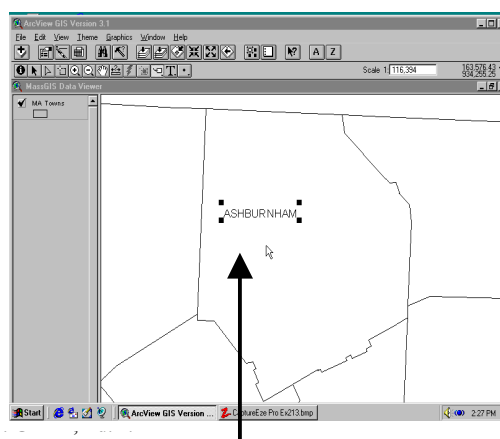 ArcView GIS Version 3.1
File Edit View Theme Graphics Window Help
A Z
T
Scale 1: 116,394
163,576.43
934,255.25
MassGIS Data Viewer
MA Towns
ASHBURNHAM
Start
ArcView GIS Version ...
CaptureEze Pro Ex213.bmp
2:27 PM